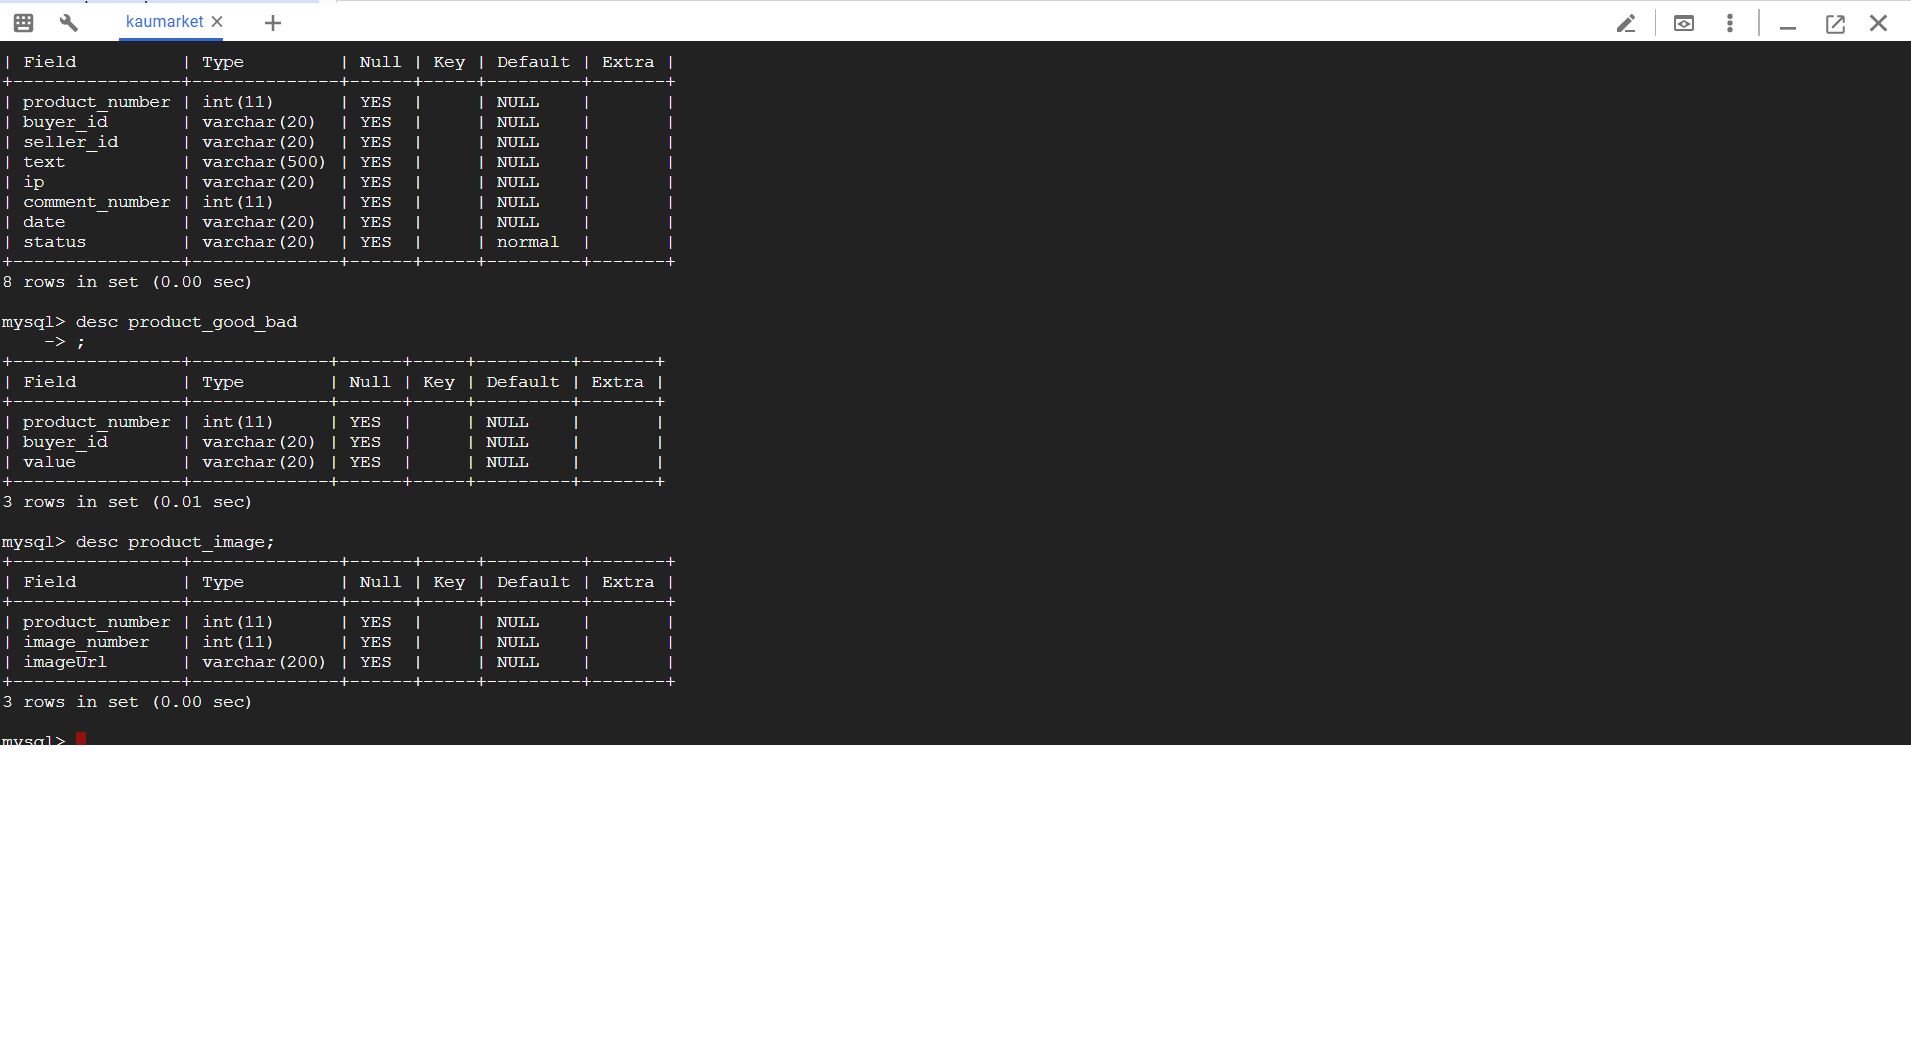 kaumarket
| Field          | Type         | Null | Key | Default | Extra |
+----------------+--------------+------+-----+---------+-------+
| product_number | int(11)      | YES  |     | NULL    |       |
| buyer_id       | varchar(20)  | YES  |     | NULL    |       |
| seller_id      | varchar(20)  | YES  |     | NULL    |       |
| text           | varchar(500) | YES  |     | NULL    |       |
| ip             | varchar(20)  | YES  |     | NULL    |       |
| comment_number | int(11)      | YES  |     | NULL    |       |
| date           | varchar(20)  | YES  |     | NULL    |       |
| status         | varchar(20)  | YES  |     | normal  |       |
+----------------+--------------+------+-----+---------+-------+
8 rows in set (0.00 sec)
mysql> desc product_good_bad
    -> ;
+----------------+-------------+------+-----+---------+-------+
| Field          | Type        | Null | Key | Default | Extra |
+----------------+-------------+------+-----+---------+-------+
| product_number | int(11)     | YES  |     | NULL    |       |
| buyer_id       | varchar(20) | YES  |     | NULL    |       |
| value          | varchar(20) | YES  |     | NULL    |       |
+----------------+-------------+------+-----+---------+-------+
3 rows in set (0.01 sec)
mysql> desc product_image;
+----------------+--------------+------+-----+---------+-------+
| Field          | Type         | Null | Key | Default | Extra |
+----------------+--------------+------+-----+---------+-------+
| product_number | int(11)      | YES  |     | NULL    |       |
| image_number   | int(11)      | YES  |     | NULL    |       |
| imageUrl       | varchar(200) | YES  |     | NULL    |       |
+----------------+--------------+------+-----+---------+-------+
3 rows in set (0.00 sec)
mysql>